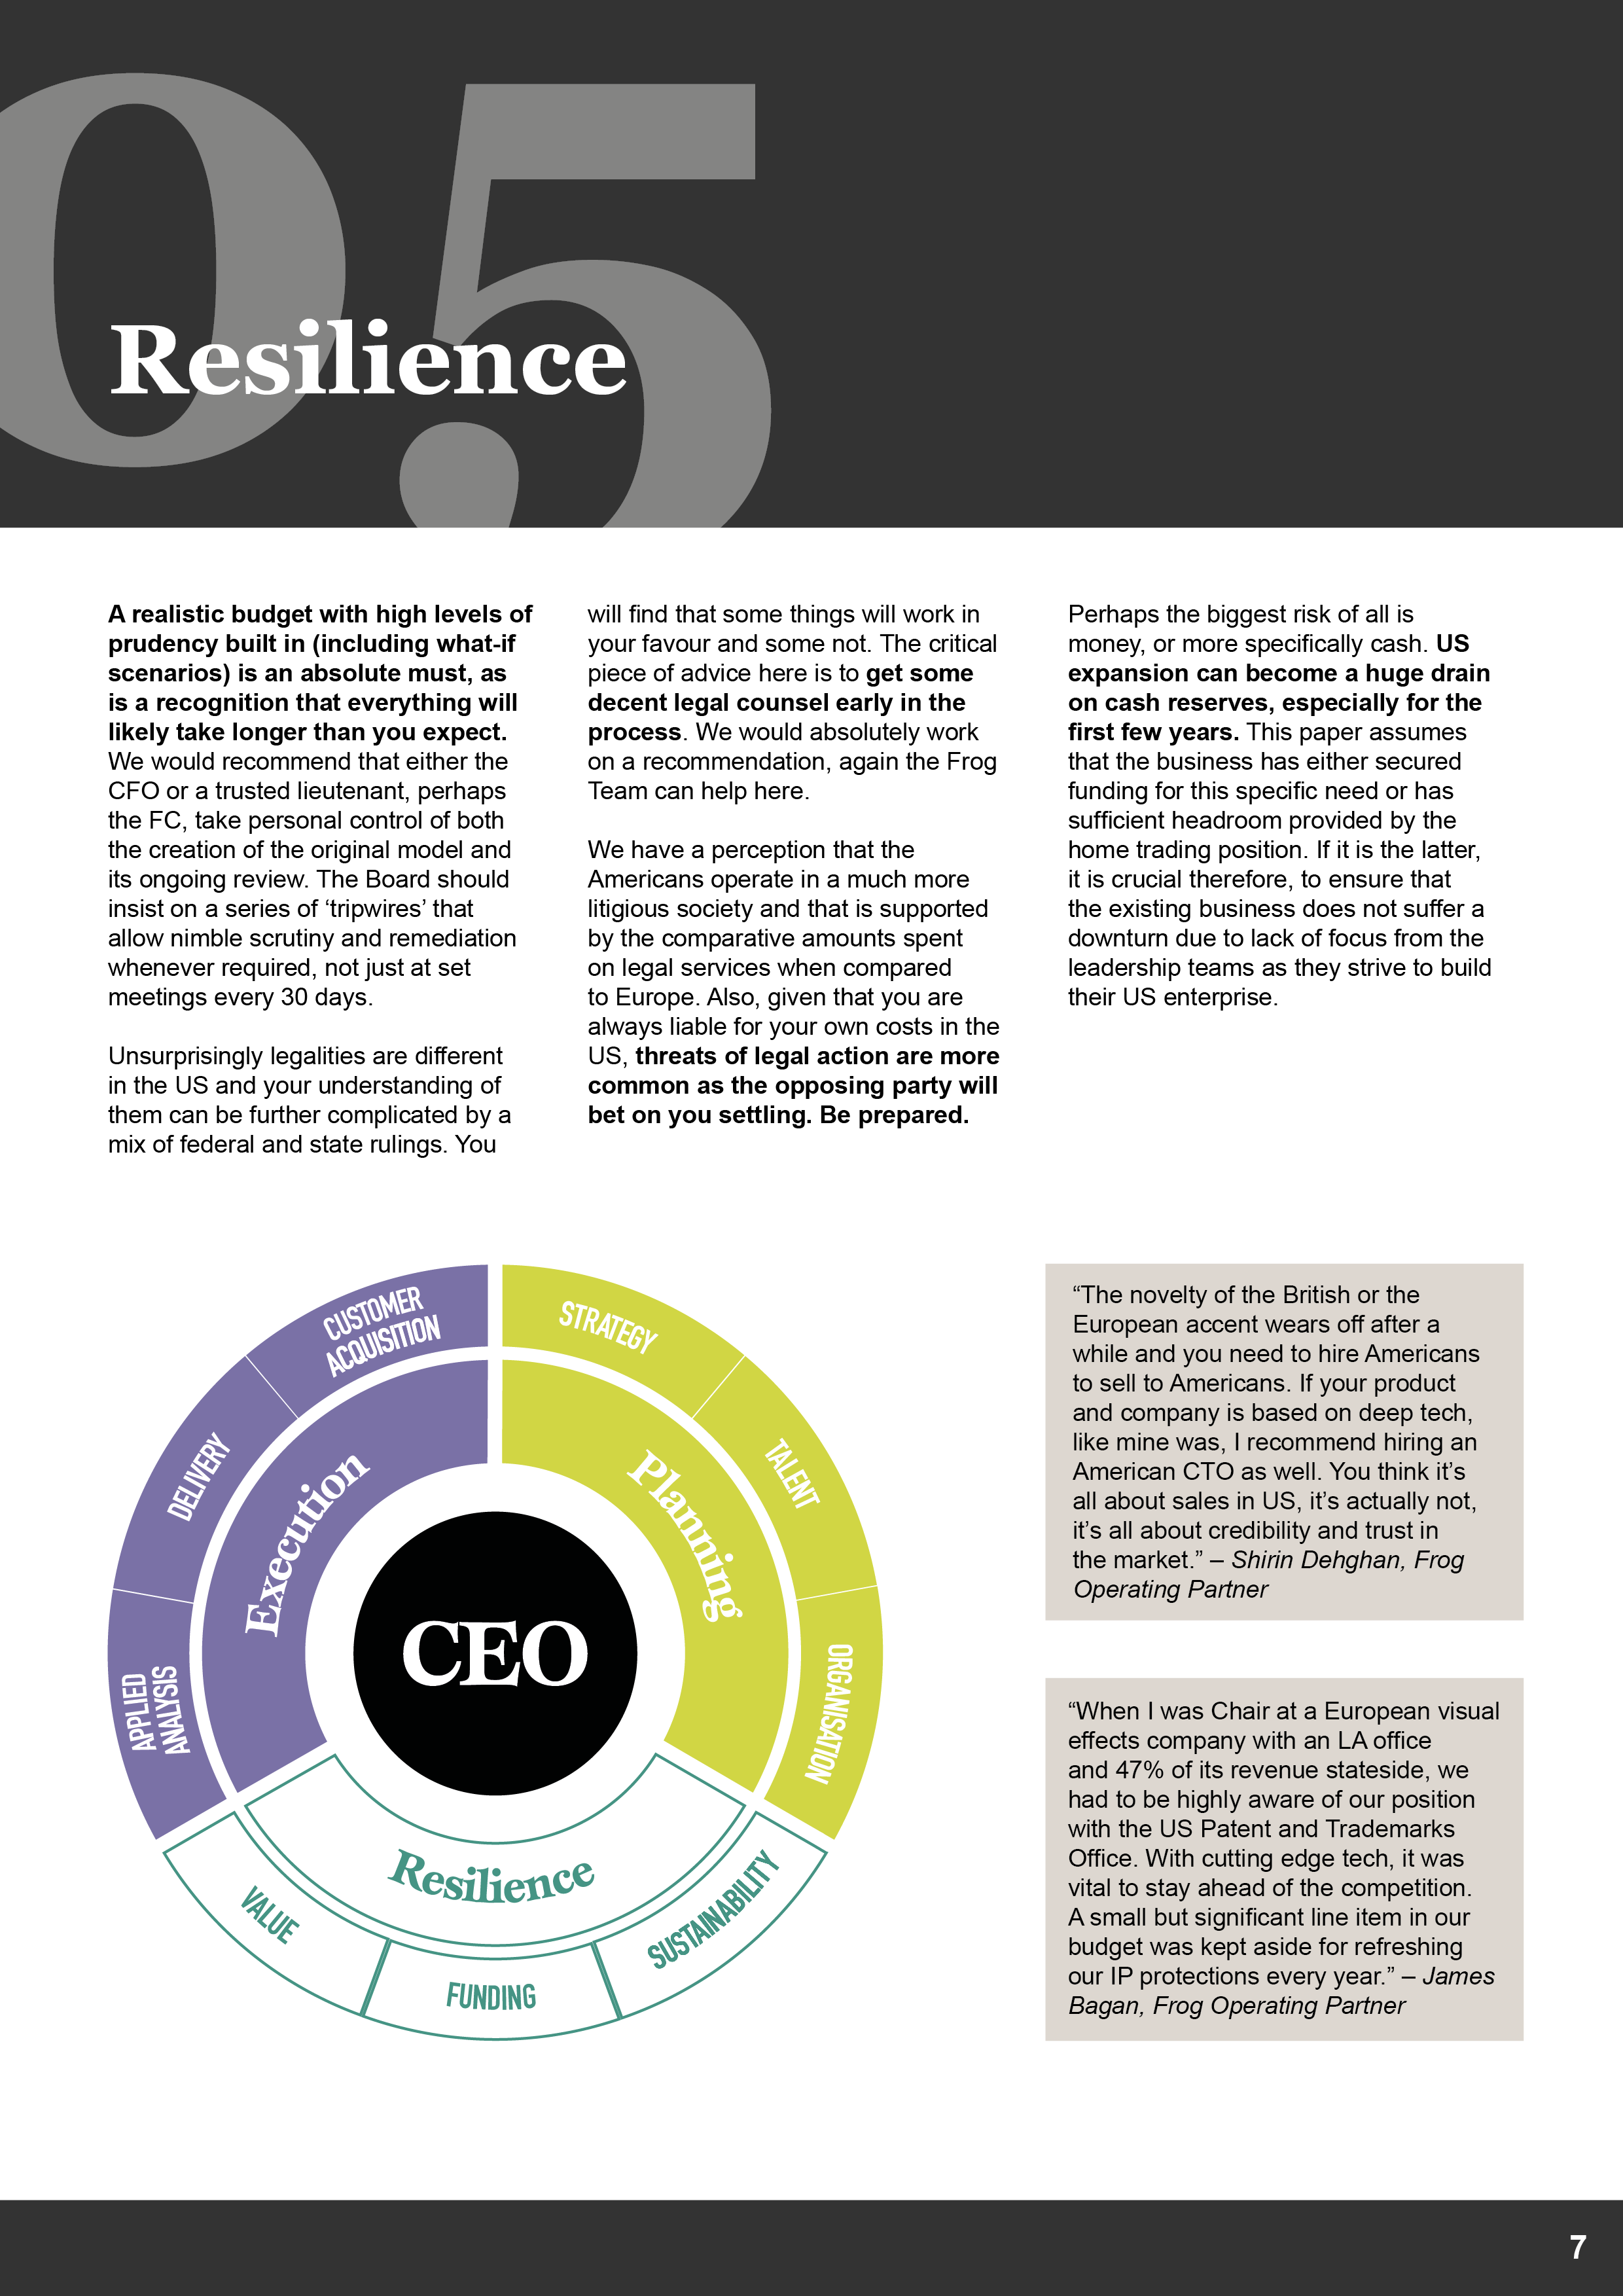 05
Resilience
A realistic budget with high levels of
prudency built in (including what-if
scenarios) is an absolute must, as
is a recognition that everything will
likely take longer than you expect.
We would recommend that either the
CFO or a trusted lieutenant, perhaps
the FC, take personal control of both
the creation of the original model and
its ongoing review. The Board should
insist on a series of ‘tripwires’ that
allow nimble scrutiny and remediation
whenever required, not just at set
meetings every 30 days.
Unsurprisingly legalities are different
in the US and your understanding of
them can be further complicated by a
mix of federal and state rulings. You
will find that some things will work in
your favour and some not. The critical
piece of advice here is to get some
decent legal counsel early in the
process. We would absolutely work
on a recommendation, again the Frog
Team can help here.
We have a perception that the
Americans operate in a much more
litigious society and that is supported
by the comparative amounts spent
on legal services when compared
to Europe. Also, given that you are
always liable for your own costs in the
US, threats of legal action are more
common as the opposing party will
bet on you settling. Be prepared.
Perhaps the biggest risk of all is
money, or more specifically cash. US
expansion can become a huge drain
on cash reserves, especially for the
first few years. This paper assumes
that the business has either secured
funding for this specific need or has
sufficient headroom provided by the
home trading position. If it is the latter,
it is crucial therefore, to ensure that
the existing business does not suffer a
downturn due to lack of focus from the
leadership teams as they strive to build
their US enterprise.
CUSTOMER
ACQUISITION
STRATEGY
DELIVERY
TALENT
Execution
Planning
CEO
APPLIED
ANALYSIS
ORGANISATION
Resilience
VALUE
FUNDING
SUSTAINABILITY
“The novelty of the British or the
European accent wears off after a
while and you need to hire Americans
to sell to Americans. If your product
and company is based on deep tech,
like mine was, I recommend hiring an
American CTO as well. You think it’s
all about sales in US, it’s actually not,
it’s all about credibility and trust in
the market.” – Shirin Dehghan, Frog
Operating Partner
“When I was Chair at a European visual
effects company with an LA office
and 47% of its revenue stateside, we
had to be highly aware of our position
with the US Patent and Trademarks
Office. With cutting edge tech, it was
vital to stay ahead of the competition.
A small but significant line item in our
budget was kept aside for refreshing
our IP protections every year.” – James
Bagan, Frog Operating Partner
7